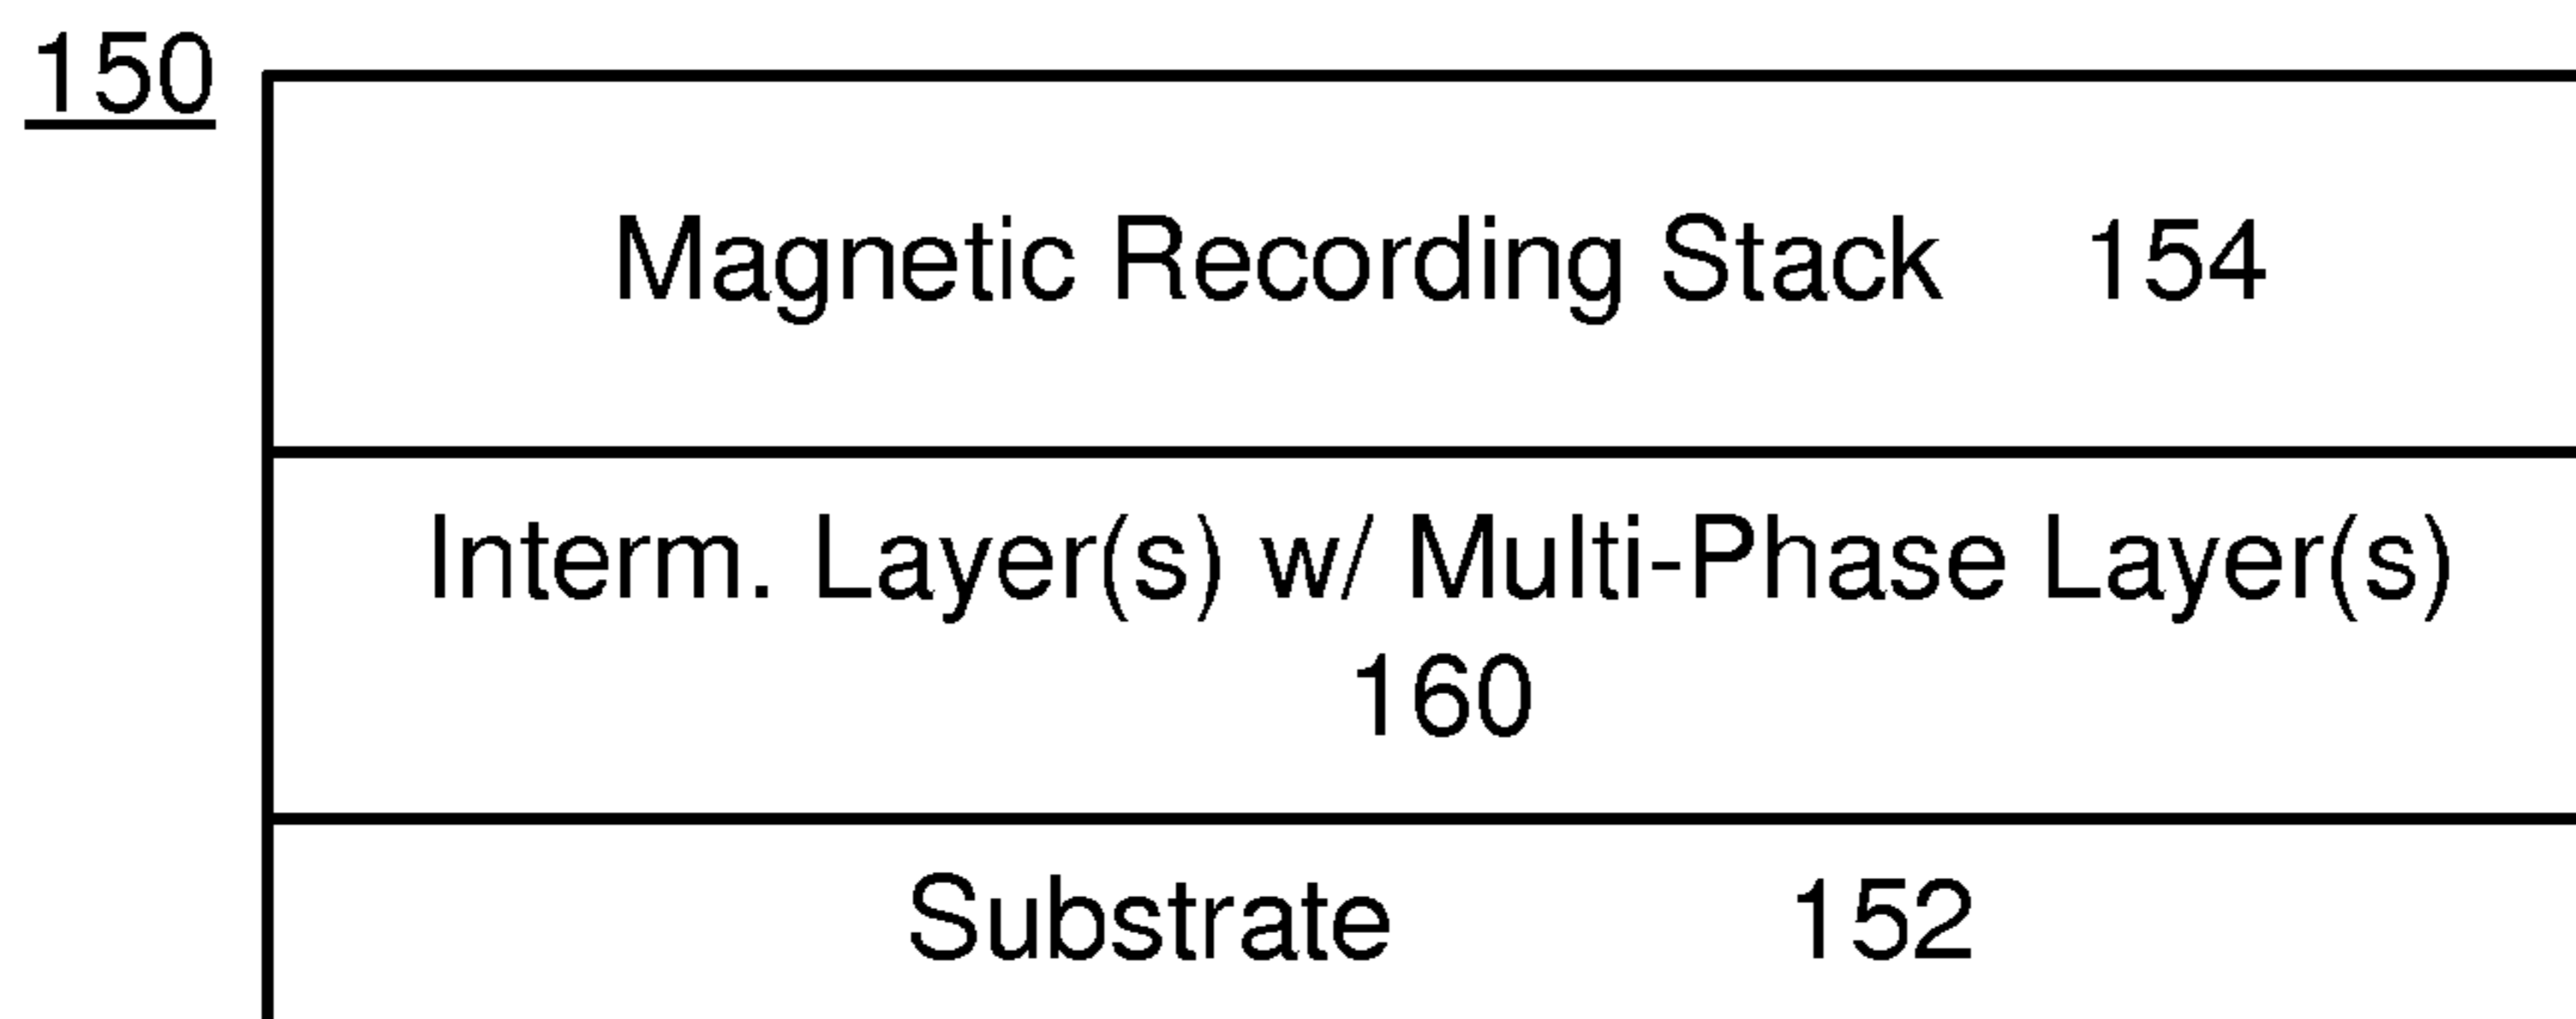 150
Magnetic Recording Stack 154
Interm. Layer(s) w/ Multi-Phase Layer(s)
160
Substrate 152